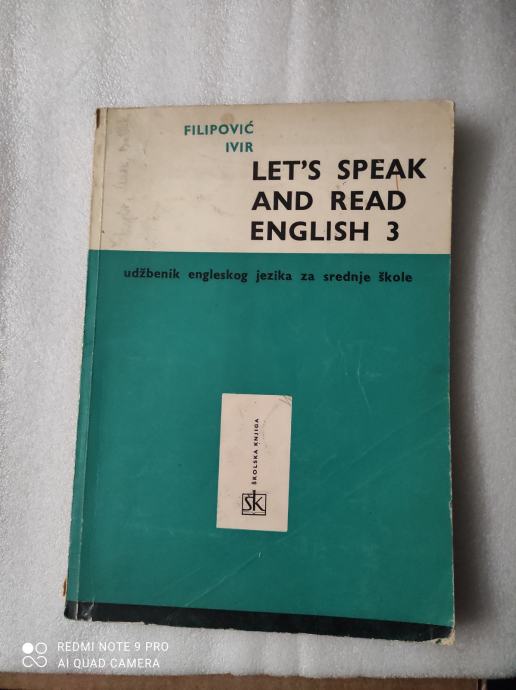 FILIPOVIĆ
IVIR
LET'S SPEAK
AND READ
ENGLISH 3
udžbenik engleskog jezika za srednje škole
ŠKOLSKA KNJIGA
ŠK
REDMI NOTE 9 PRO
AI QUAD CAMERA